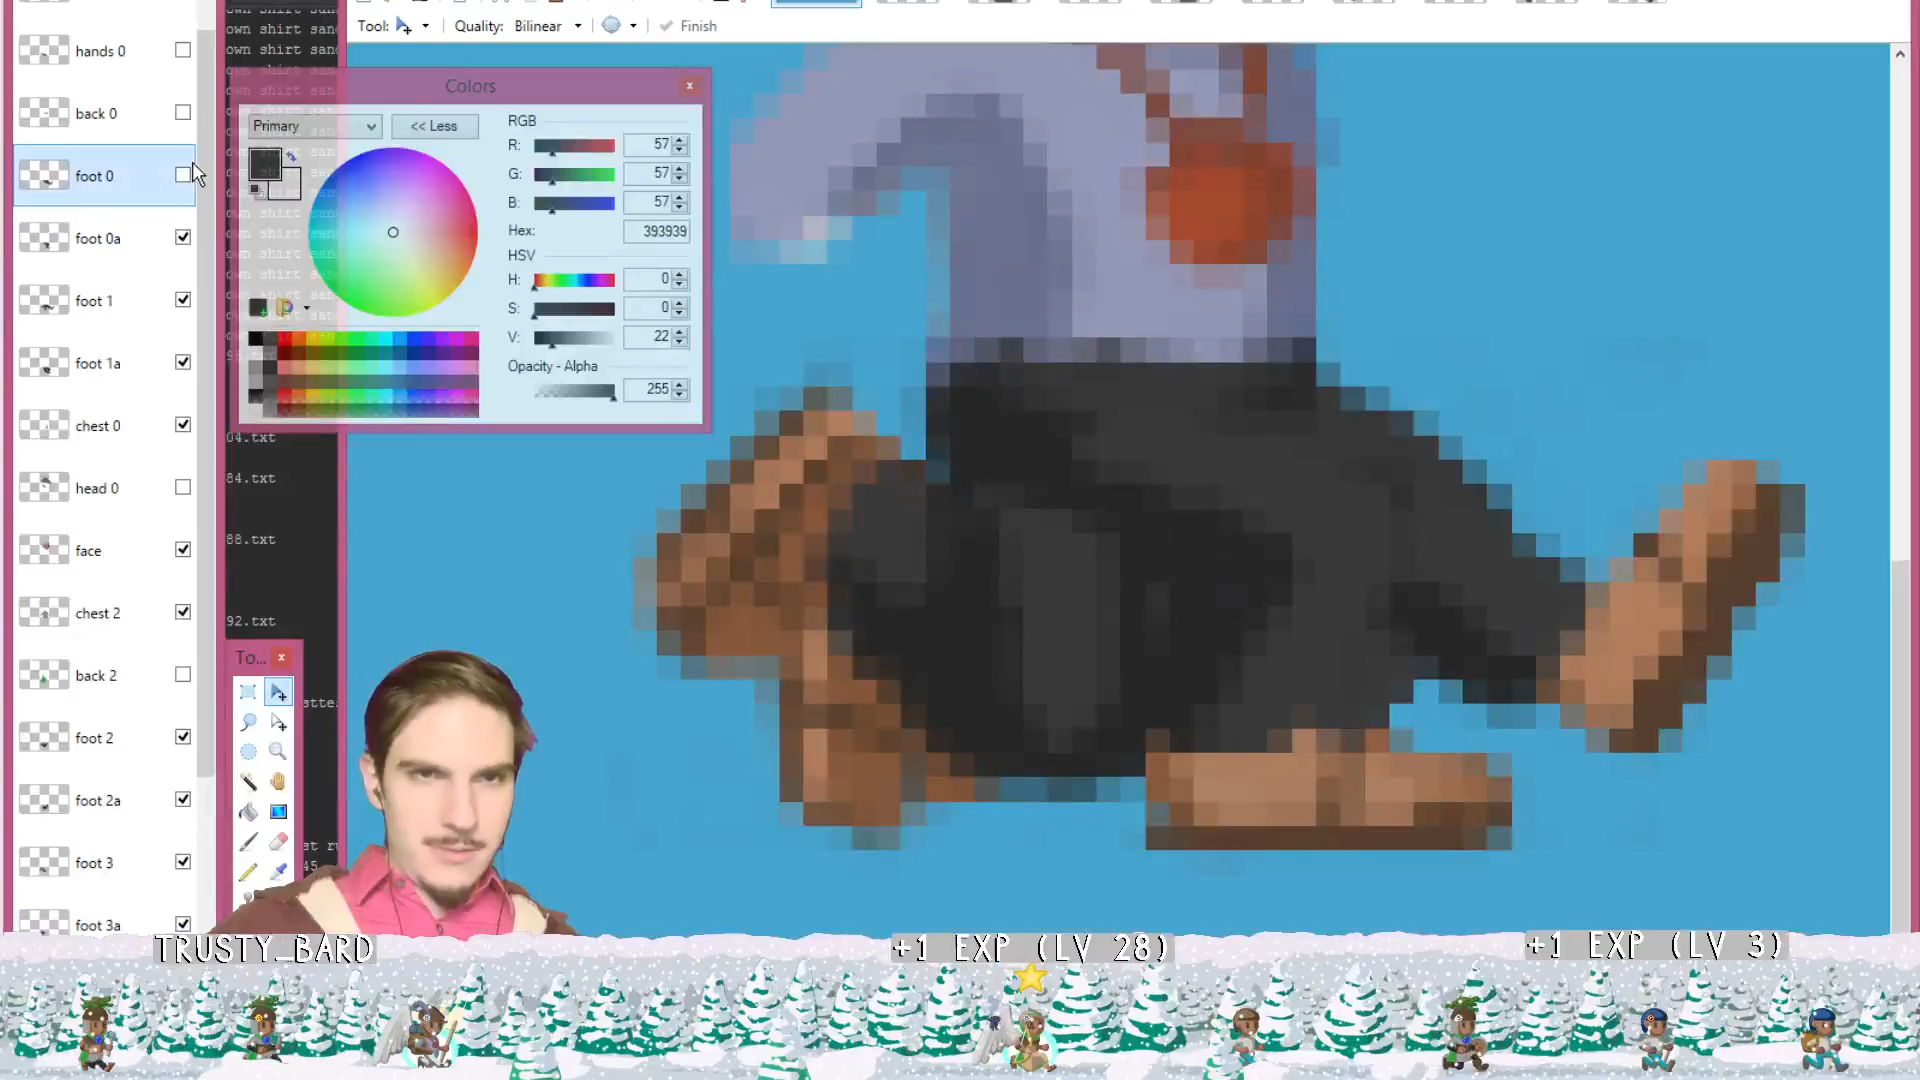 Tool:
Quality: Bilinear
Finish
hands 0
back 0
foot 0
foot 0a
foot 1
foot 1a
chest 0
head 0
face
chest 2
back 2
foot 2
foot 2a
foot 3
foot 3a
Colors
Primary
<< Less
RGB
R: 57
G: 57
B: 57
Hex: 393939
HSV
H: 0
S: 0
V: 22
Opacity - Alpha
255
04.txt
84.txt
88.txt
92.txt
To...
TRUSTY_BARD
+1 EXP (LV 28)
+1 EXP (LV 3)